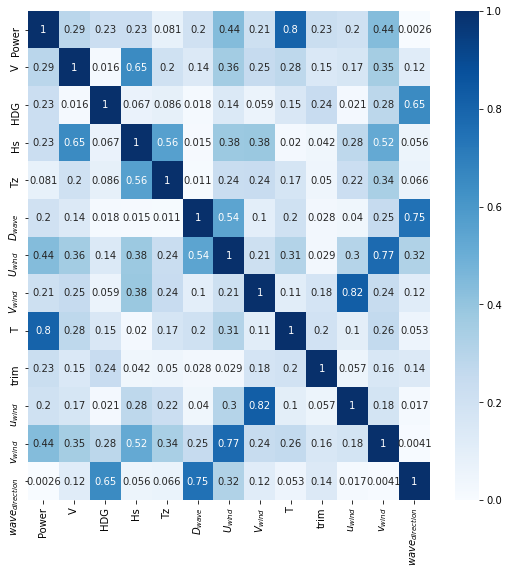 Power 1 0.29 0.23 0.23 0.081 0.2 0.44 0.21 0.8 0.23 0.2 0.44 0.0026
V 0.29 1 0.016 0.65 0.2 0.14 0.36 0.25 0.28 0.15 0.17 0.35 0.12
HDG 0.23 0.016 1 0.067 0.086 0.018 0.14 0.059 0.15 0.24 0.021 0.28 0.65
Hs 0.23 0.65 0.067 1 0.56 0.015 0.38 0.38 0.02 0.042 0.28 0.52 0.056
Tz 0.081 0.2 0.086 0.56 1 0.011 0.24 0.24 0.17 0.05 0.22 0.34 0.066
D_wave 0.2 0.14 0.018 0.015 0.011 1 0.54 0.1 0.2 0.028 0.04 0.25 0.75
U_wind 0.44 0.36 0.14 0.38 0.24 0.54 1 0.21 0.31 0.029 0.3 0.77 0.32
V_wind 0.21 0.25 0.059 0.38 0.24 0.1 0.21 1 0.11 0.18 0.82 0.24 0.12
T 0.8 0.28 0.15 0.02 0.17 0.2 0.31 0.11 1 0.2 0.1 0.26 0.053
trim 0.23 0.15 0.24 0.042 0.05 0.028 0.029 0.18 0.2 1 0.057 0.16 0.14
u_wind 0.2 0.17 0.021 0.28 0.22 0.04 0.3 0.82 0.1 0.057 1 0.18 0.017
v_wind 0.44 0.35 0.28 0.52 0.34 0.25 0.77 0.24 0.26 0.16 0.18 1 0.0041
wave_direction 0.0026 0.12 0.65 0.056 0.066 0.75 0.32 0.12 0.053 0.14 0.017 0.0041 1
Power V HDG Hs Tz D_wave U_wind V_wind T trim u_wind v_wind wave_direction
1.0
0.8
0.6
0.4
0.2
0.0